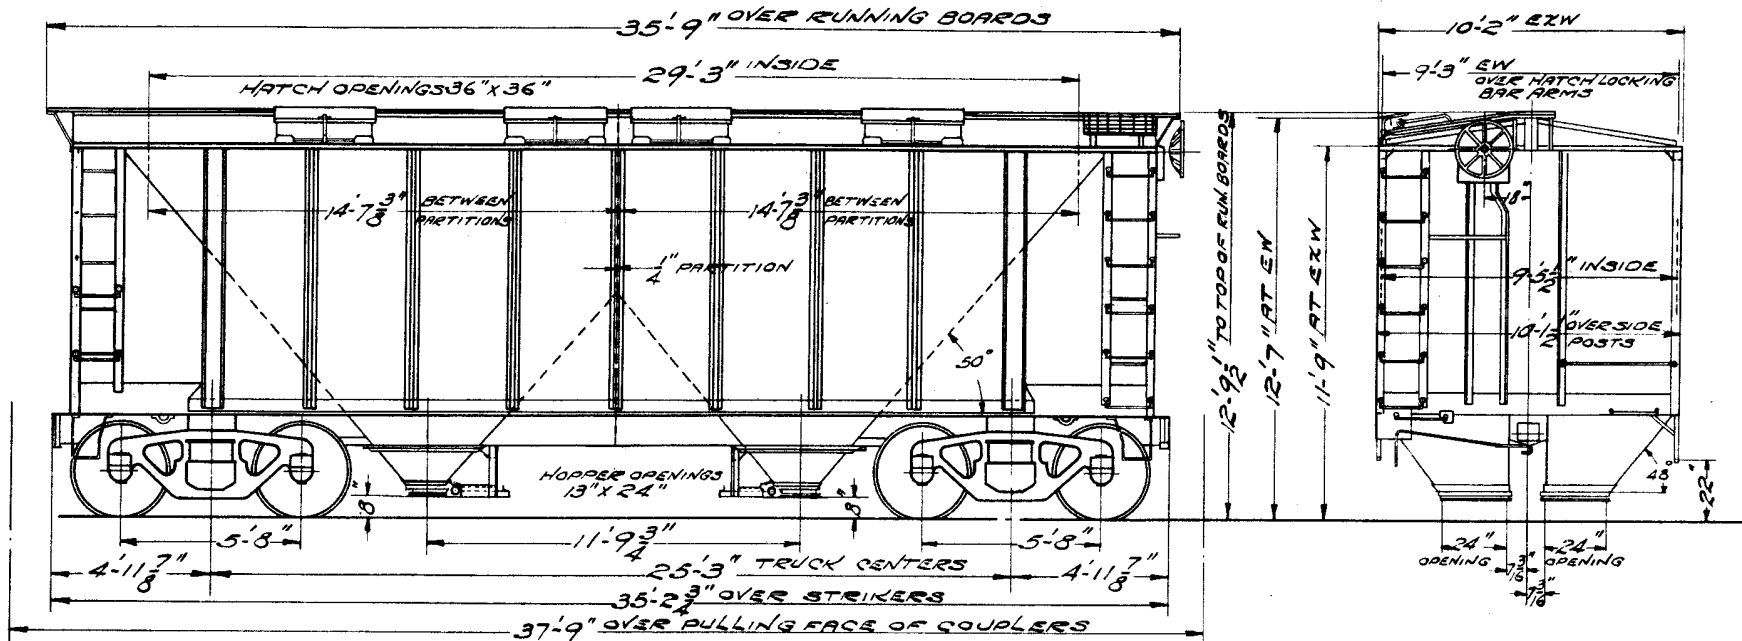 35'-9" OVER RUNNING BOARDS
29'-3" INSIDE
HATCH OPENINGS 36" X 36"
14'-7 3/8" BETWEEN
PARTITIONS
14'-7 3/8" BETWEEN
PARTITIONS
1/4" PARTITION
50°
HOPPER OPENINGS
13" X 24"
8"
8"
5'-8"
11'-9 3/4"
5'-8"
4'-11 7/8"
25'-3" TRUCK CENTERS
4'-11 7/8"
35'-2 3/4" OVER STRIKERS
37'-9" OVER PULLING FACE OF COUPLERS
12'-9 1/2" TO TOP OF RUN. BOARDS
12'-7" AT EW
11'-9" AT EXW
10'-2" EXW
9'-3" EW
OVER HATCH LOCKING
BAR ARMS
18"
9'-5 1/2" INSIDE
10'-1 1/2" OVER SIDE
POSTS
48°
22"
24"
OPENING
24"
OPENING
7 3/16"
7 3/16"